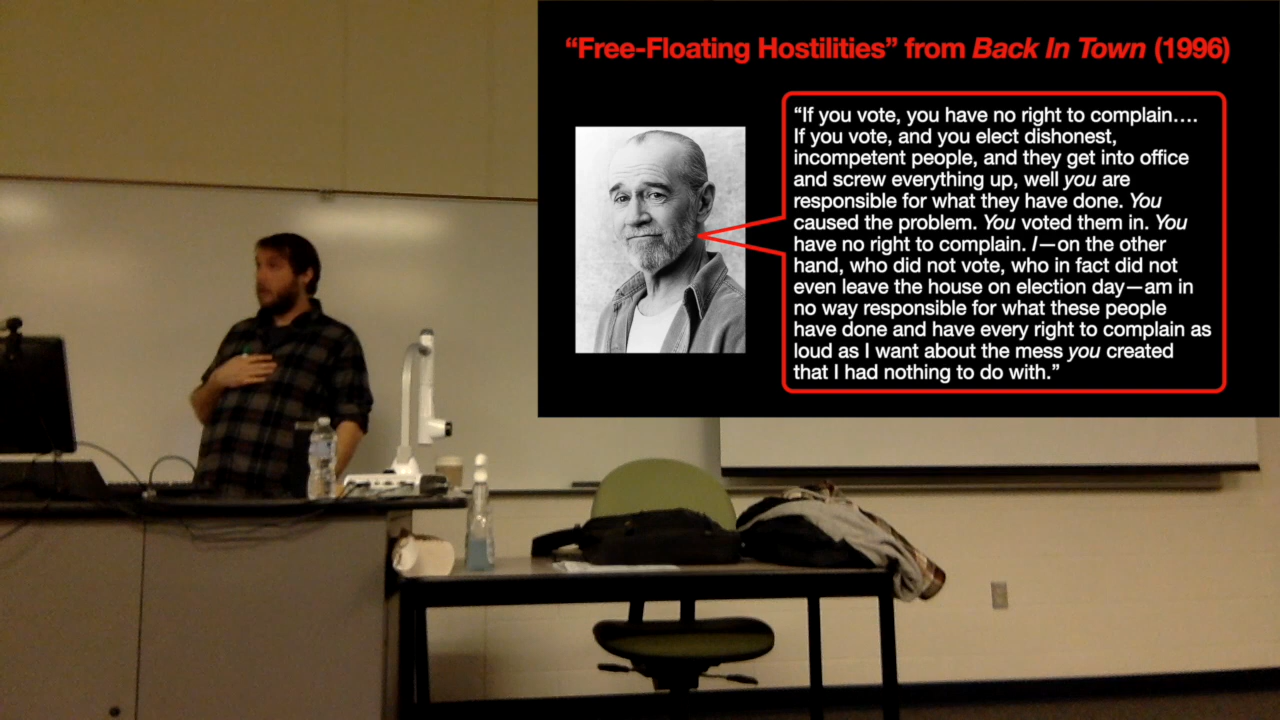 “Free-Floating Hostilities” from Back In Town (1996)
“If you vote, you have no right to complain....
If you vote, and you elect dishonest,
incompetent people, and they get into office
and screw everything up, well you are
responsible for what they have done. You
caused the problem. You voted them in. You
have no right to complain. I—on the other
hand, who did not vote, who in fact did not
even leave the house on election day—am in
no way responsible for what these people
have done and have every right to complain as
loud as I want about the mess you created
that I had nothing to do with.”